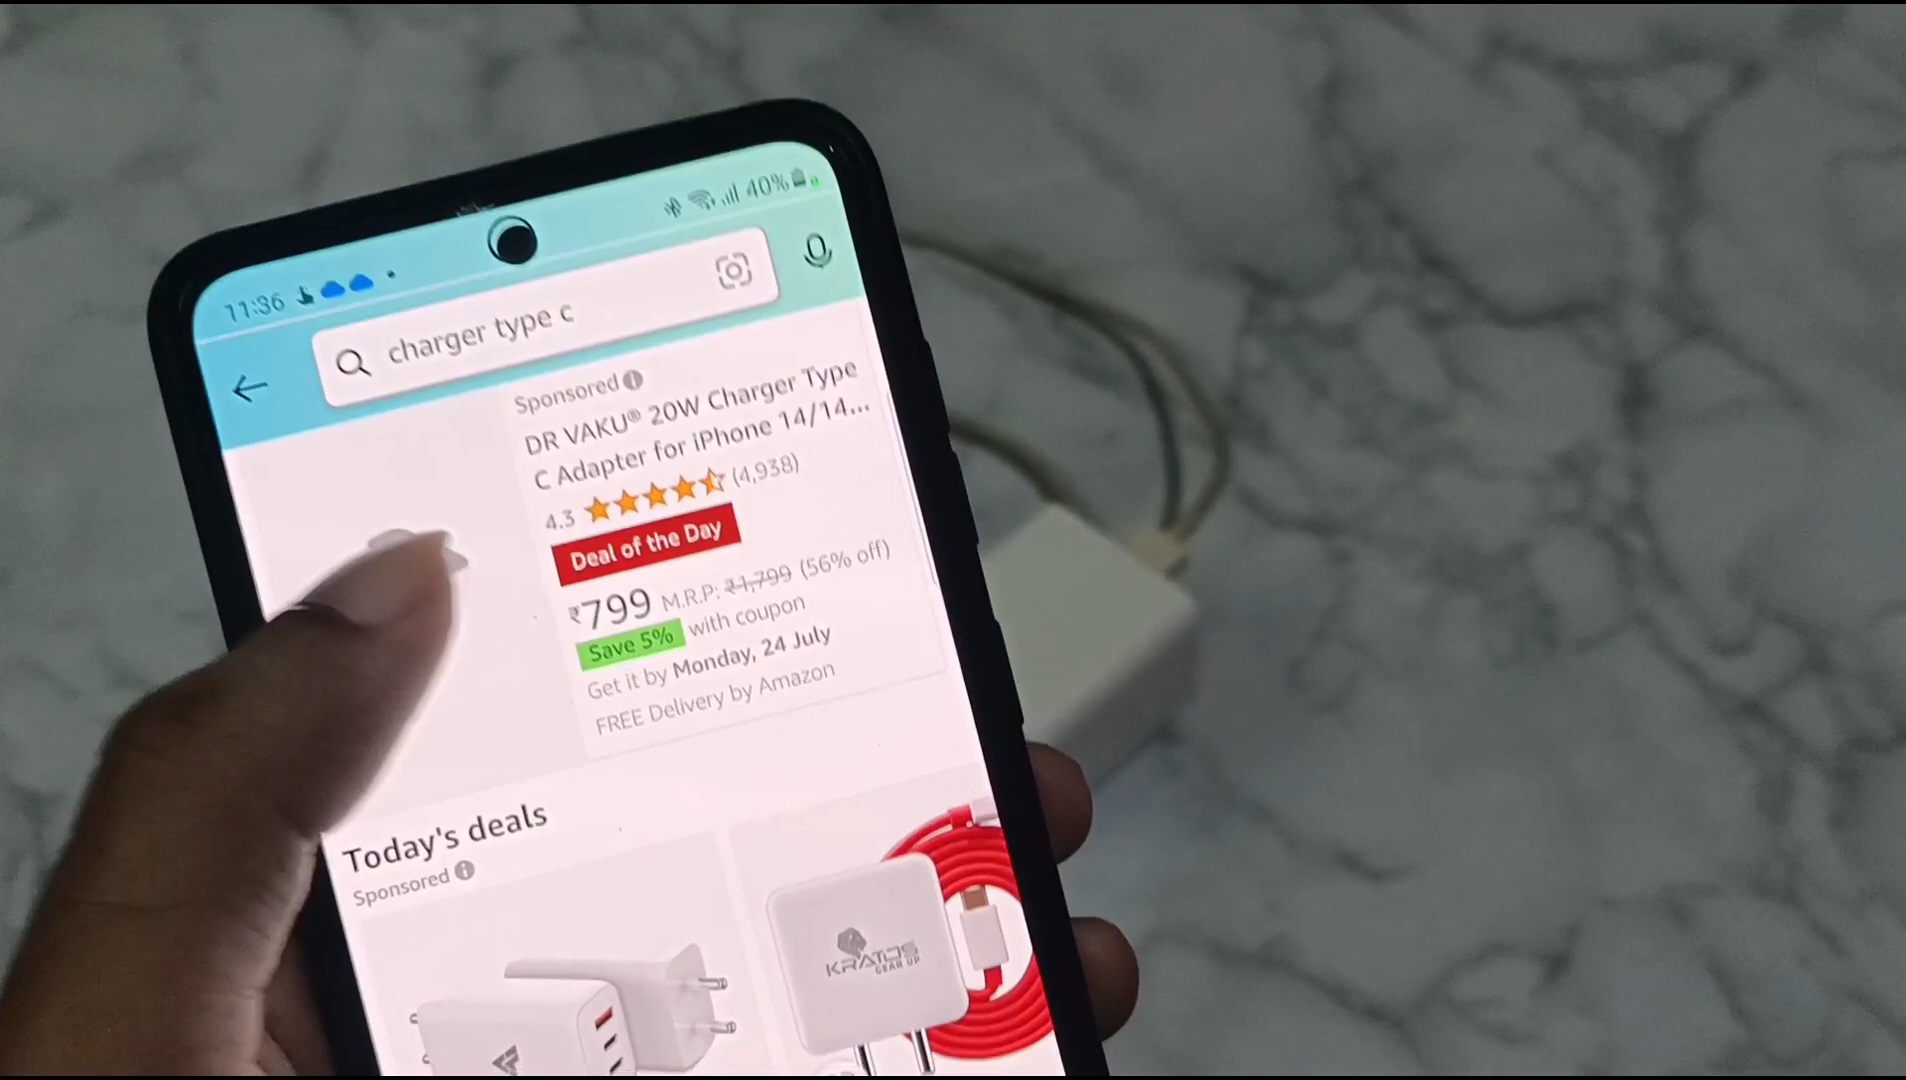 11:36
40%
charger type c
Sponsored
DR VAKU® 20W Charger Type
C Adapter for iPhone 14/14...
4.3 (4,938)
Deal of the Day
₹799 M.R.P: ₹1,799 (56% off)
Save 5% with coupon
Get it by Monday, 24 July
FREE Delivery by Amazon
Today's deals
Sponsored
KRATOS
GEAR UP